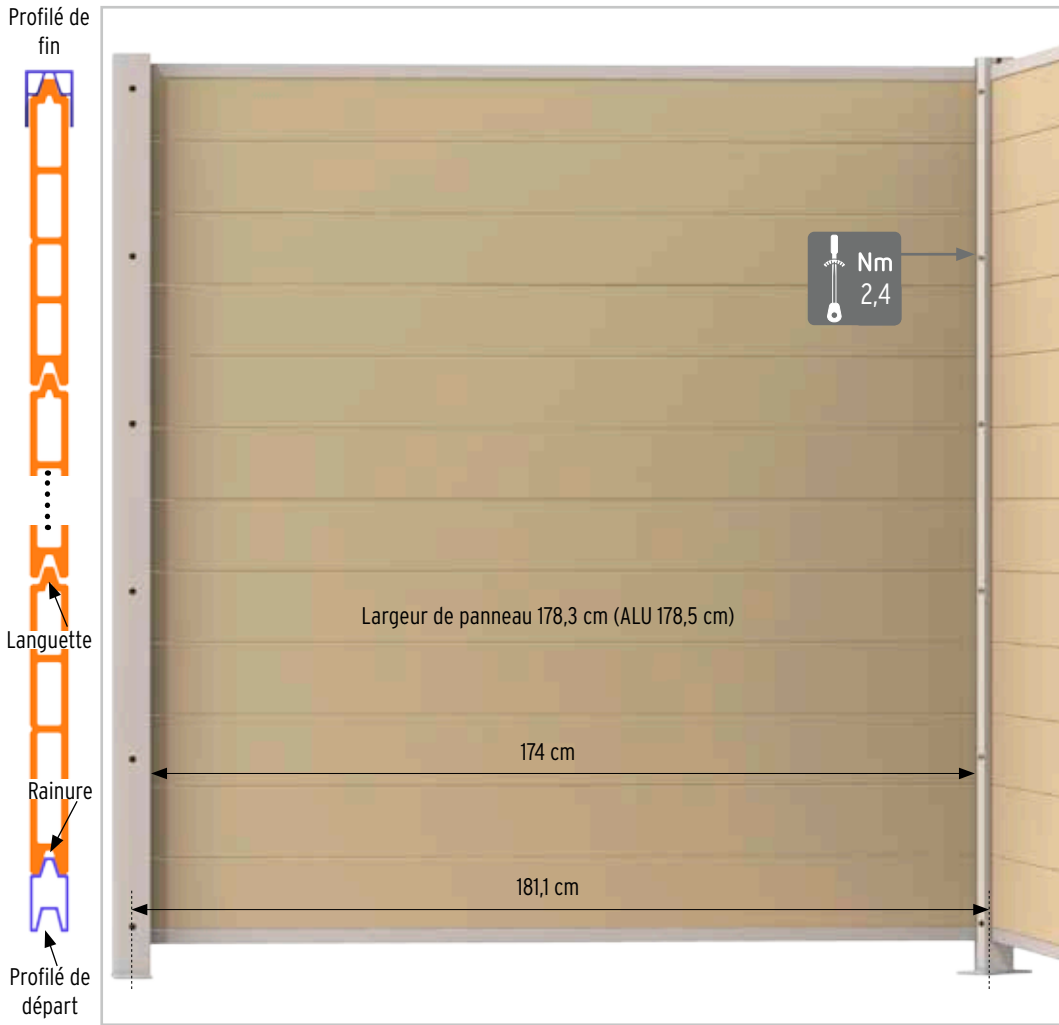 Profilé de
fin
Nm
2,4
Largeur de panneau 178,3 cm (ALU 178,5 cm)
Languette
174 cm
Rainure
181,1 cm
Profilé de
départ